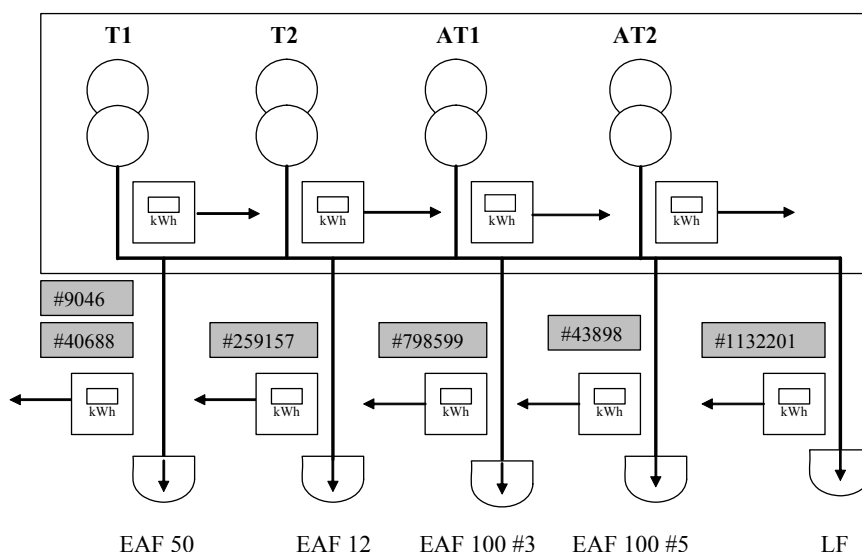 T1 T2 AT1 AT2
kWh kWh kWh kWh
#9046
#40688 #259157 #798599 #43898 #1132201
kWh kWh kWh kWh kWh
EAF 50 EAF 12 EAF 100 #3 EAF 100 #5 LF